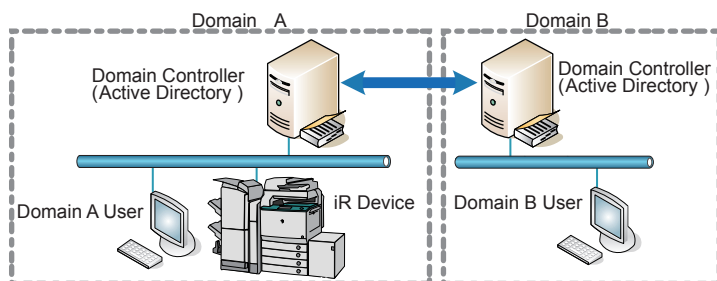 Domain A
Domain B
Domain Controller
(Active Directory )
Domain Controller
(Active Directory )
Domain A User
iR Device
Domain B User